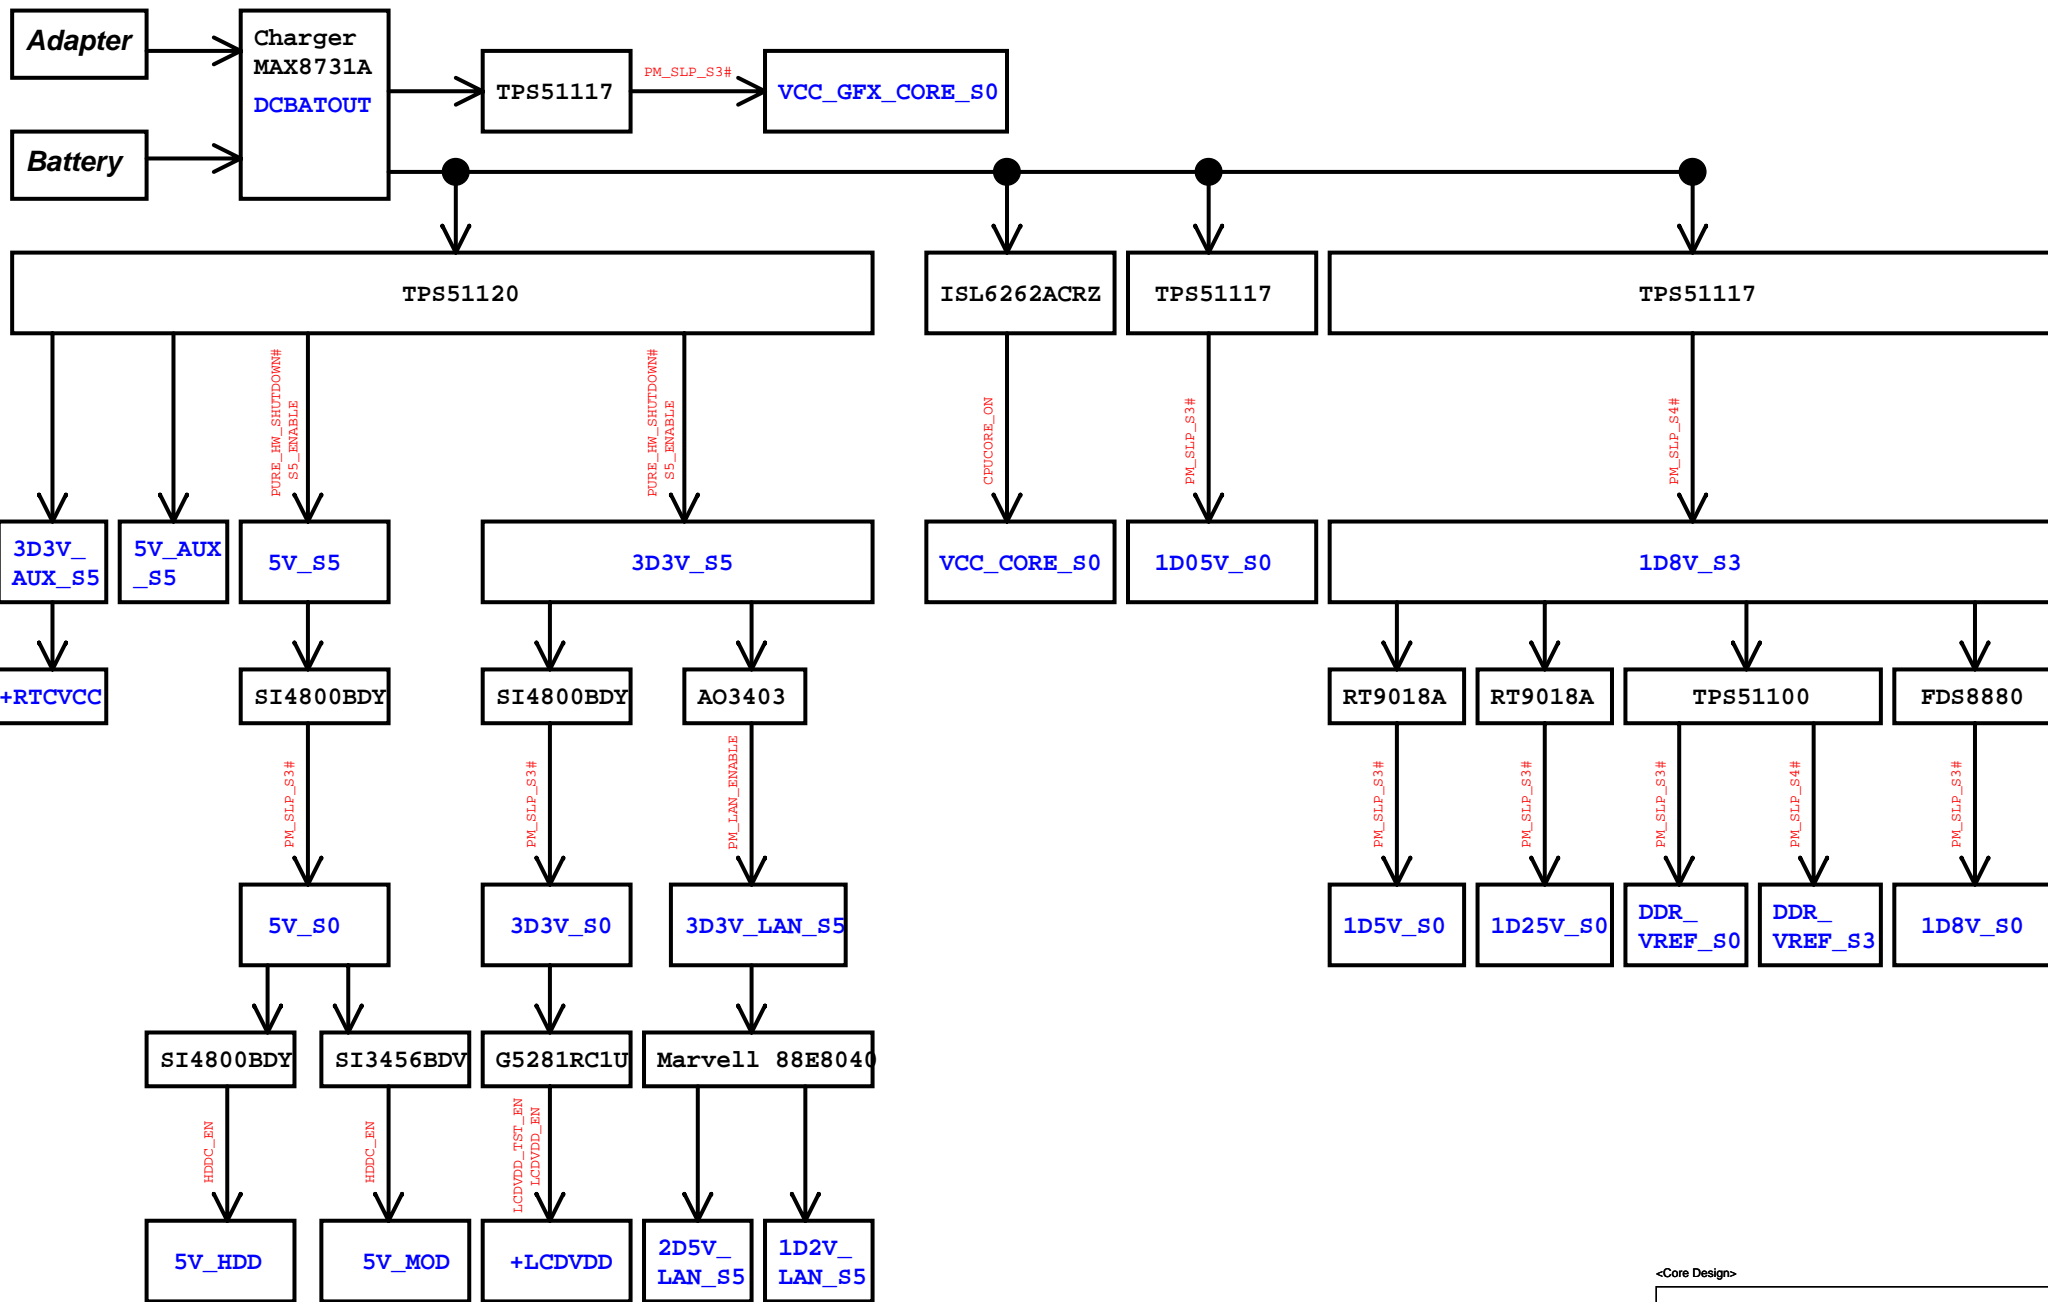 Adapter
Charger
MAX8731A
DCBATOUT
TPS51117
PM_SLP_S3#
VCC_GFX_CORE_S0
Battery
TPS51120
ISL6262ACRZ
TPS51117
TPS51117
PURE_HW_SHUTDOWN#
S5_ENABLE
PURE_HW_SHUTDOWN#
S5_ENABLE
CPUCORE_ON
PM_SLP_S3#
PM_SLP_S4#
3D3V_
AUX_S5
5V_AUX
_S5
5V_S5
3D3V_S5
VCC_CORE_S0
1D05V_S0
1D8V_S3
+RTCVCC
SI4800BDY
SI4800BDY
AO3403
RT9018A
RT9018A
TPS51100
FDS8880
PM_SLP_S3#
PM_SLP_S3#
PM_LAN_ENABLE
PM_SLP_S3#
PM_SLP_S3#
PM_SLP_S3#
PM_SLP_S4#
PM_SLP_S3#
5V_S0
3D3V_S0
3D3V_LAN_S5
1D5V_S0
1D25V_S0
DDR_
VREF_S0
DDR_
VREF_S3
1D8V_S0
SI4800BDY
SI3456BDV
G5281RC1U
Marvell 88E8040
HDDC_EN
HDDC_EN
LCDVDD_TST_EN
LCDVDD_EN
5V_HDD
5V_MOD
+LCDVDD
2D5V_
LAN_S5
1D2V_
LAN_S5
<Core Design>